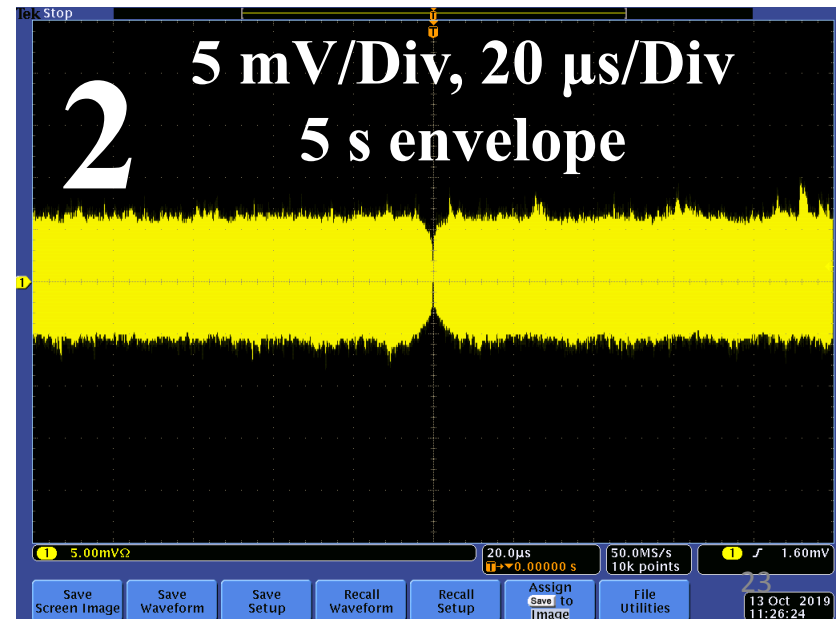 Tek Stop
T
T
5 mV/Div, 20 µs/Div
2
5 s envelope
1
1 5.00mVΩ
20.0µs
T→▼0.00000 s
50.0MS/s
10k points
1 ʃ 1.60mV
Save
Screen Image
Save
Waveform
Save
Setup
Recall
Waveform
Recall
Setup
Assign
Save to
Image
File
Utilities
23
13 Oct 2019
11:26:24